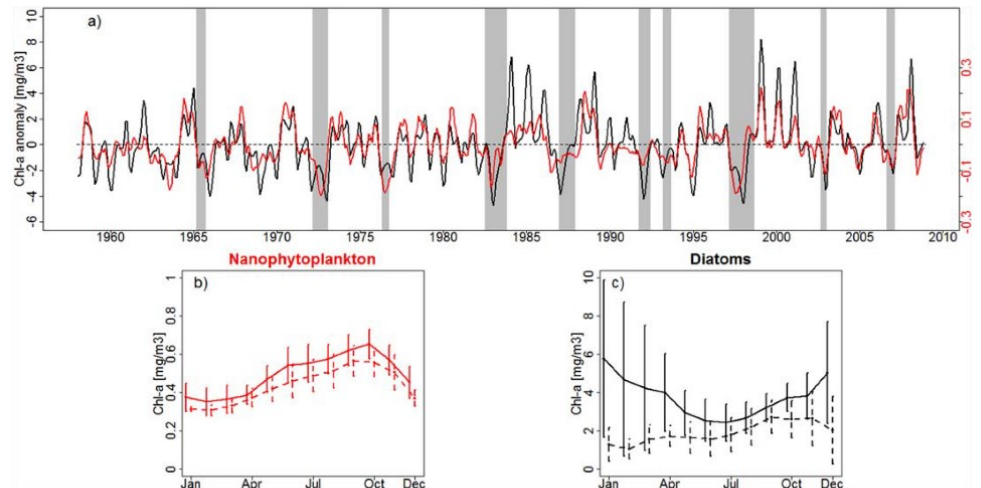 a)
Chl-a anomaly [mg/m3]
10
8
6
4
2
0
-2
-4
-6
0.3
0.1
-0.1
-0.3
1960 1965 1970 1975 1980 1985 1990 1995 2000 2005 2010
Nanophytoplankton
b)
Chl-a [mg/m3]
1
0.8
0.6
0.4
0.2
0
Jan Apr Jul Oct Dec
Diatoms
c)
Chl-a [mg/m3]
10
8
6
4
2
0
Jan Apr Jul Oct Dec